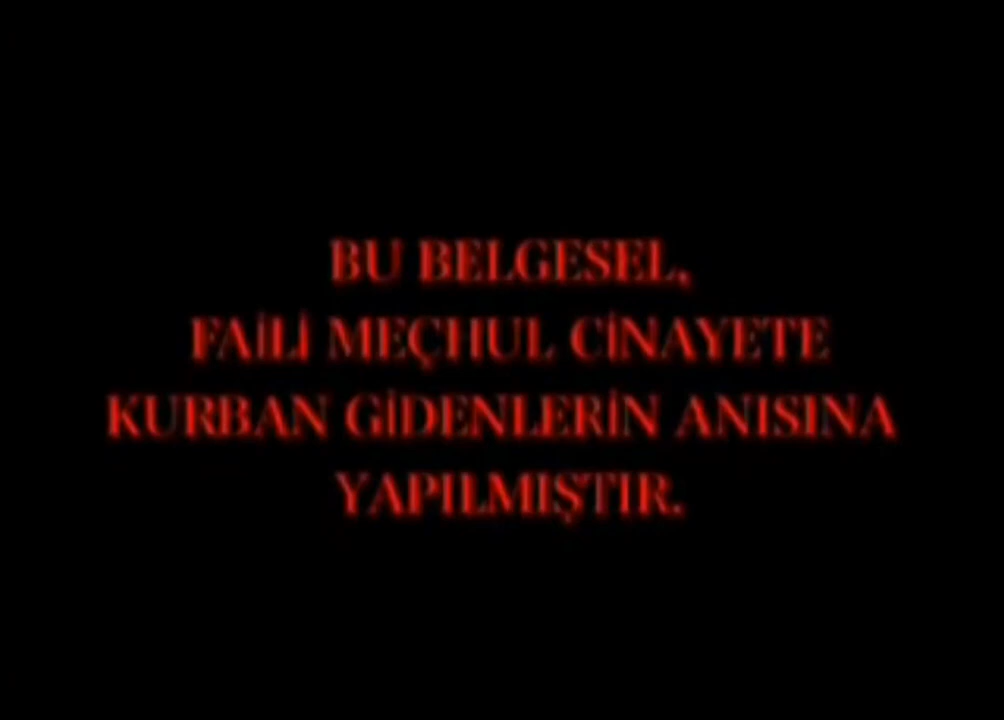 BU BELGESEL,
FAİLİ MEÇHUL CİNAYETE
KURBAN GİDENLERİN ANISINA
YAPILMIŞTIR.